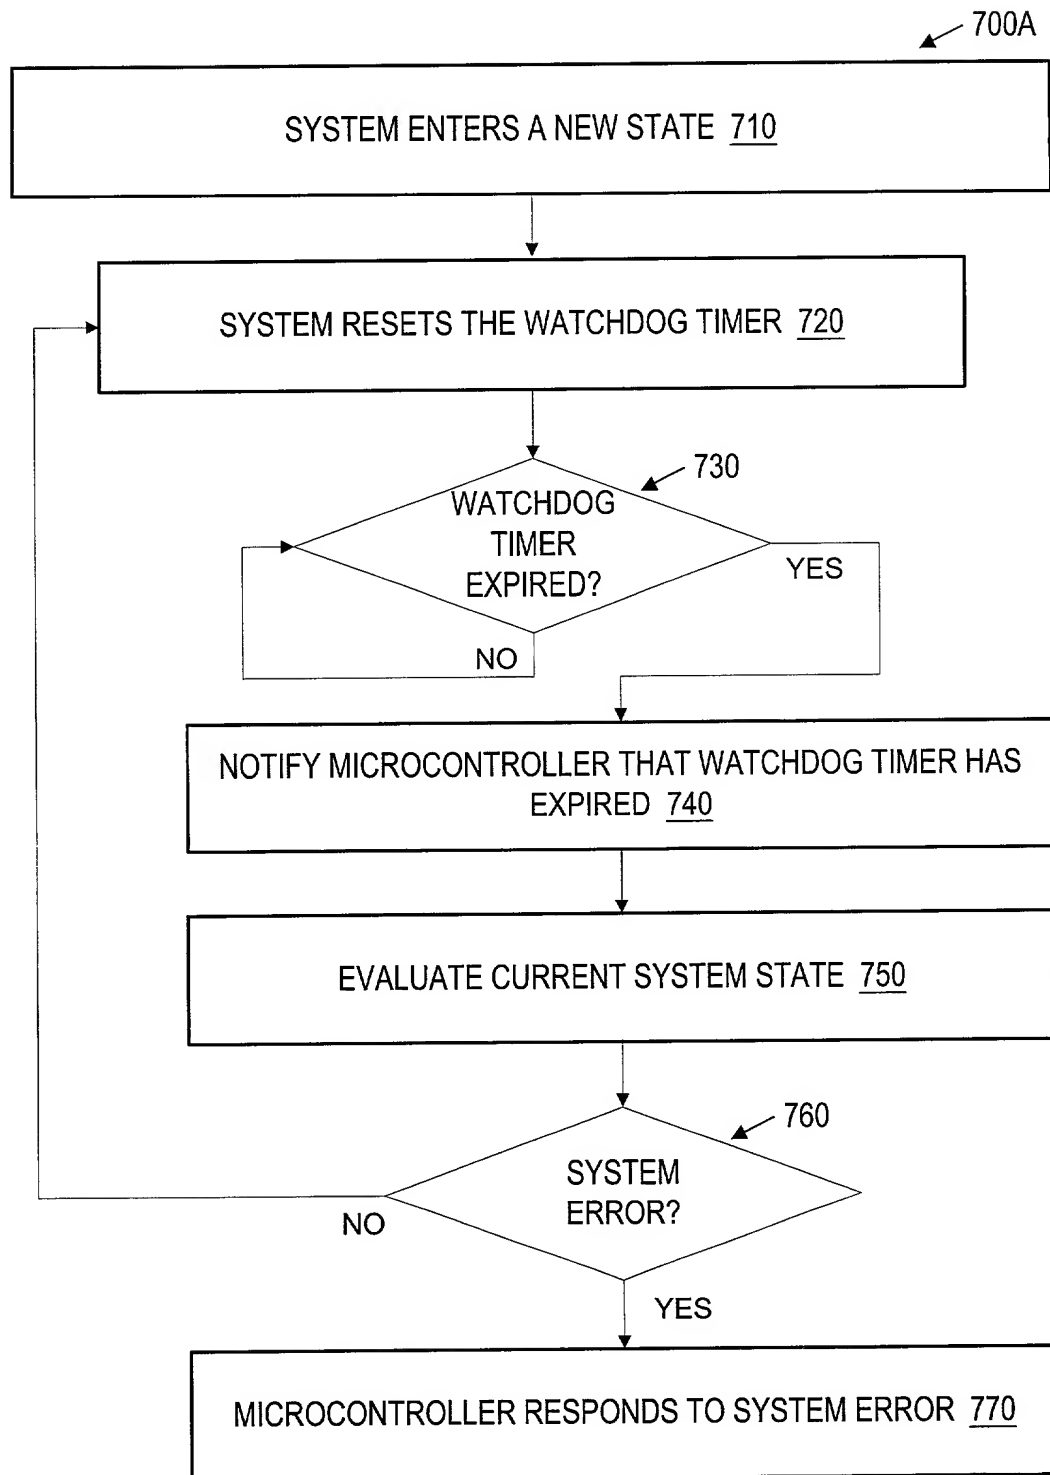 700A
SYSTEM ENTERS A NEW STATE 710
SYSTEM RESETS THE WATCHDOG TIMER 720
730
WATCHDOG
TIMER
EXPIRED?
YES
NO
NOTIFY MICROCONTROLLER THAT WATCHDOG TIMER HAS
EXPIRED 740
EVALUATE CURRENT SYSTEM STATE 750
760
SYSTEM
ERROR?
NO
YES
MICROCONTROLLER RESPONDS TO SYSTEM ERROR 770